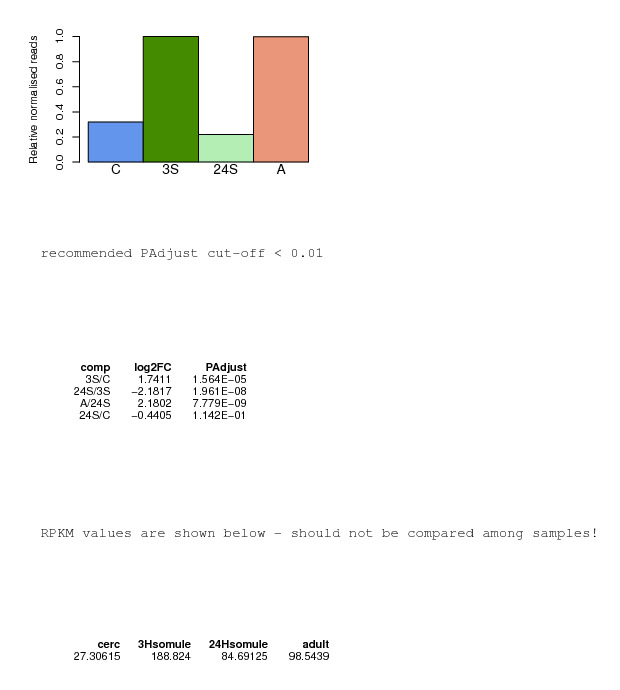 Relative normalised reads
1.0
0.8
0.6
0.4
0.2
0.0
C 3S 24S A
recommended PAdjust cut-off < 0.01
comp log2FC PAdjust
3S/C 1.7411 1.564E−05
24S/3S −2.1817 1.961E−08
A/24S 2.1802 7.779E−09
24S/C −0.4405 1.142E−01
RPKM values are shown below - should not be compared among samples!
cerc 3Hsomule 24Hsomule adult
27.30615 188.824 84.69125 98.5439